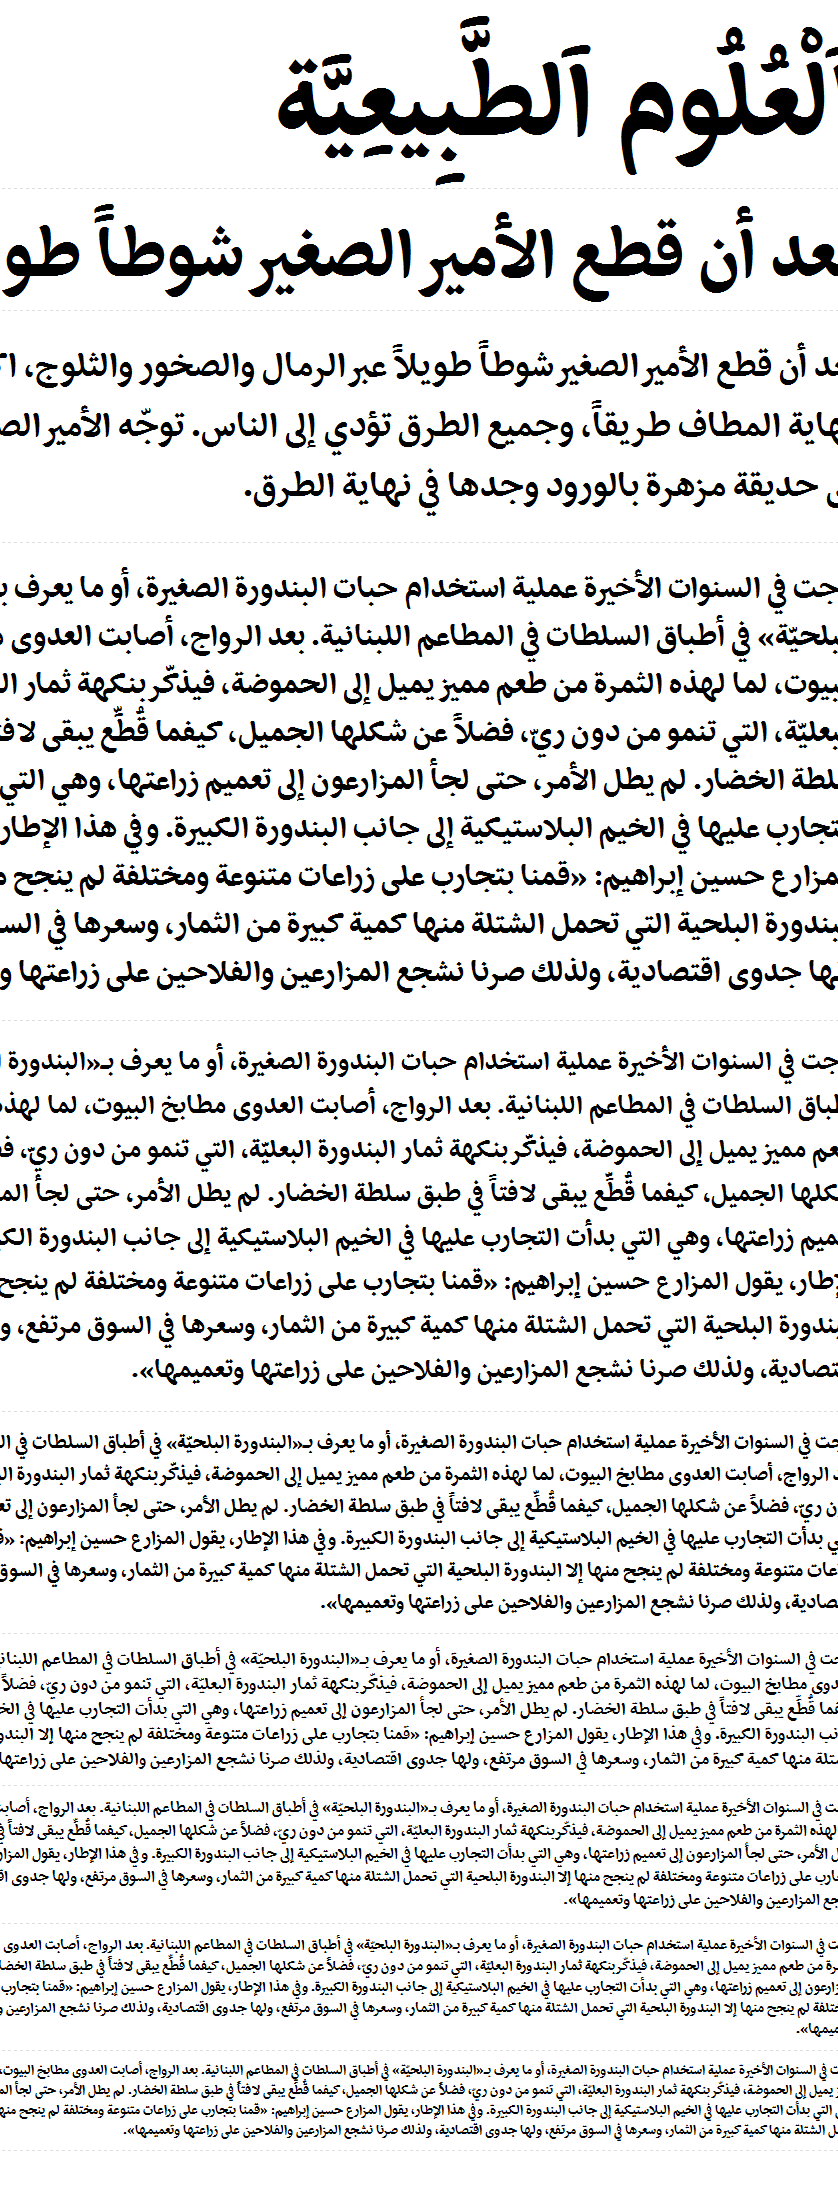 اَلْعُلُوم اَلطَّبِيعِيَّة
عد أن قطع الأمير الصغير شوطاً طو
عد أن قطع الأمير الصغير شوطاً طويلاً عبر الرمال والصخور والثلوج، اك
هاية المطاف طريقاً، وجميع الطرق تؤدي إلى الناس. توجّه الأمير الص
ى حديقة مزهرة بالورود وجدها في نهاية الطرق.
جت في السنوات الأخيرة عملية استخدام حبات البندورة الصغيرة، أو ما يعرف بـ
بلحيّة» في أطباق السلطات في المطاعم اللبنانية. بعد الرواج، أصابت العدوى م
بيوت، لما لهذه الثمرة من طعم مميز يميل إلى الحموضة، فيذكّر بنكهة ثمار ال
بعليّة، التي تنمو من دون ريّ، فضلاً عن شكلها الجميل، كيفما قُطِّع يبقى لافت
لطة الخضار. لم يطل الأمر، حتى لجأ المزارعون إلى تعميم زراعتها، وهي التي
تجارب عليها في الخيم البلاستيكية إلى جانب البندورة الكبيرة. وفي هذا الإطار
مزارع حسين إبراهيم: «قمنا بتجارب على زراعات متنوعة ومختلفة لم ينجح م
بندورة البلحية التي تحمل الشتلة منها كمية كبيرة من الثمار، وسعرها في الس
لها جدوى اقتصادية، ولذلك صرنا نشجع المزارعين والفلاحين على زراعتها و
جت في السنوات الأخيرة عملية استخدام حبات البندورة الصغيرة، أو ما يعرف بـ«البندورة ا
طباق السلطات في المطاعم اللبنانية. بعد الرواج، أصابت العدوى مطابخ البيوت، لما لهذه
عم مميز يميل إلى الحموضة، فيذكّر بنكهة ثمار البندورة البعليّة، التي تنمو من دون ريّ، فض
كلها الجميل، كيفما قُطِّع يبقى لافتاً في طبق سلطة الخضار. لم يطل الأمر، حتى لجأ الم
ميم زراعتها، وهي التي بدأت التجارب عليها في الخيم البلاستيكية إلى جانب البندورة الكب
لإطار، يقول المزارع حسين إبراهيم: «قمنا بتجارب على زراعات متنوعة ومختلفة لم ينجح
بندورة البلحية التي تحمل الشتلة منها كمية كبيرة من الثمار، وسعرها في السوق مرتفع، و
تصادية، ولذلك صرنا نشجع المزارعين والفلاحين على زراعتها وتعميمها».
جت في السنوات الأخيرة عملية استخدام حبات البندورة الصغيرة، أو ما يعرف بـ«البندورة البلحيّة» في أطباق السلطات في ال
د الرواج، أصابت العدوى مطابخ البيوت، لما لهذه الثمرة من طعم مميز يميل إلى الحموضة، فيذكّر بنكهة ثمار البندورة الب
ون ريّ، فضلاً عن شكلها الجميل، كيفما قُطِّع يبقى لافتاً في طبق سلطة الخضار. لم يطل الأمر، حتى لجأ المزارعون إلى تع
ي بدأت التجارب عليها في الخيم البلاستيكية إلى جانب البندورة الكبيرة. وفي هذا الإطار، يقول المزارع حسين إبراهيم: «ق
عات متنوعة ومختلفة لم ينجح منها إلا البندورة البلحية التي تحمل الشتلة منها كمية كبيرة من الثمار، وسعرها في السوق
تصادية، ولذلك صرنا نشجع المزارعين والفلاحين على زراعتها وتعميمها».
جت في السنوات الأخيرة عملية استخدام حبات البندورة الصغيرة، أو ما يعرف بـ«البندورة البلحيّة» في أطباق السلطات في المطاعم اللبناني
دوى مطابخ البيوت، لما لهذه الثمرة من طعم مميز يميل إلى الحموضة، فيذكّر بنكهة ثمار البندورة البعليّة، التي تنمو من دون ريّ، فضلاً
فما قُطِّع يبقى لافتاً في طبق سلطة الخضار. لم يطل الأمر، حتى لجأ المزارعون إلى تعميم زراعتها، وهي التي بدأت التجارب عليها في الخ
نب البندورة الكبيرة. وفي هذا الإطار، يقول المزارع حسين إبراهيم: «قمنا بتجارب على زراعات متنوعة ومختلفة لم ينجح منها إلا البندو
شتلة منها كمية كبيرة من الثمار، وسعرها في السوق مرتفع، ولها جدوى اقتصادية، ولذلك صرنا نشجع المزارعين والفلاحين على زراعتها
ت في السنوات الأخيرة عملية استخدام حبات البندورة الصغيرة، أو ما يعرف بـ«البندورة البلحيّة» في أطباق السلطات في المطاعم اللبنانية. بعد الرواج، أصابت
لهذه الثمرة من طعم مميز يميل إلى الحموضة، فيذكّر بنكهة ثمار البندورة البعليّة، التي تنمو من دون ريّ، فضلاً عن شكلها الجميل، كيفما قُطِّع يبقى لافتاً في
ل الأمر، حتى لجأ المزارعون إلى تعميم زراعتها، وهي التي بدأت التجارب عليها في الخيم البلاستيكية إلى جانب البندورة الكبيرة. وفي هذا الإطار، يقول المزار
ارب على زراعات متنوعة ومختلفة لم ينجح منها إلا البندورة البلحية التي تحمل الشتلة منها كمية كبيرة من الثمار، وسعرها في السوق مرتفع، ولها جدوى اق
جع المزارعين والفلاحين على زراعتها وتعميمها».
ت في السنوات الأخيرة عملية استخدام حبات البندورة الصغيرة، أو ما يعرف بـ«البندورة البلحيّة» في أطباق السلطات في المطاعم اللبنانية. بعد الرواج، أصابت العدوى
رة من طعم مميز يميل إلى الحموضة، فيذكّر بنكهة ثمار البندورة البعليّة، التي تنمو من دون ريّ، فضلاً عن شكلها الجميل، كيفما قُطِّع يبقى لافتاً في طبق سلطة الخضا
ارعون إلى تعميم زراعتها، وهي التي بدأت التجارب عليها في الخيم البلاستيكية إلى جانب البندورة الكبيرة. وفي هذا الإطار، يقول المزارع حسين إبراهيم: «قمنا بتجارب
ختلفة لم ينجح منها إلا البندورة البلحية التي تحمل الشتلة منها كمية كبيرة من الثمار، وسعرها في السوق مرتفع، ولها جدوى اقتصادية، ولذلك صرنا نشجع المزارعين و
ميمها».
ت في السنوات الأخيرة عملية استخدام حبات البندورة الصغيرة، أو ما يعرف بـ«البندورة البلحيّة» في أطباق السلطات في المطاعم اللبنانية. بعد الرواج، أصابت العدوى مطابخ البيوت،
ز يميل إلى الحموضة، فيذكّر بنكهة ثمار البندورة البعليّة، التي تنمو من دون ريّ، فضلاً عن شكلها الجميل، كيفما قُطِّع يبقى لافتاً في طبق سلطة الخضار. لم يطل الأمر، حتى لجأ الم
ي التي بدأت التجارب عليها في الخيم البلاستيكية إلى جانب البندورة الكبيرة. وفي هذا الإطار، يقول المزارع حسين إبراهيم: «قمنا بتجارب على زراعات متنوعة ومختلفة لم ينجح منه
ل الشتلة منها كمية كبيرة من الثمار، وسعرها في السوق مرتفع، ولها جدوى اقتصادية، ولذلك صرنا نشجع المزارعين والفلاحين على زراعتها وتعميمها».